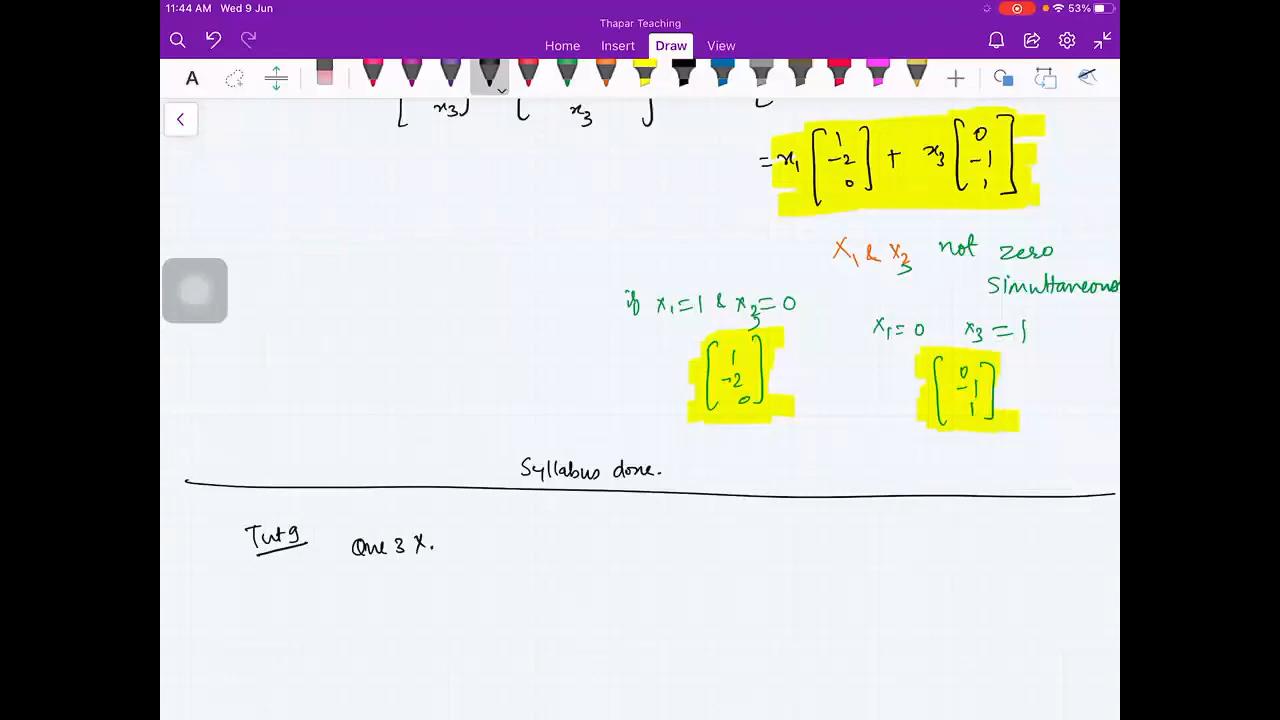 11:44 AM Wed 9 Jun
53%
Thapar Teaching
Home Insert Draw View
A
x3 x3
= x1 [1 -2 0] + x3 [0 -1 1]
X1 & x3 not zero
simultaneous
if x1 = 1 & x3 = 0
x1 = 0 x3 = 1
[1 -2 0] [0 -1 1]
Syllabus done.
Tut 9 Que 3 X.